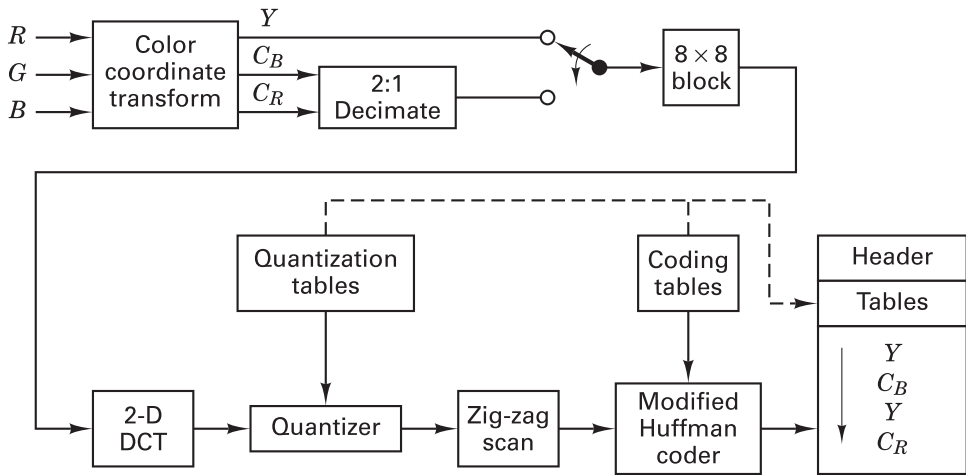 Y
R
Color
coordinate
transform
G
B
C_B
C_R
2:1
Decimate
8 × 8
block
Quantization
tables
Coding
tables
Header
Tables
Y
C_B
Y
C_R
2-D
DCT
Quantizer
Zig-zag
scan
Modified
Huffman
coder